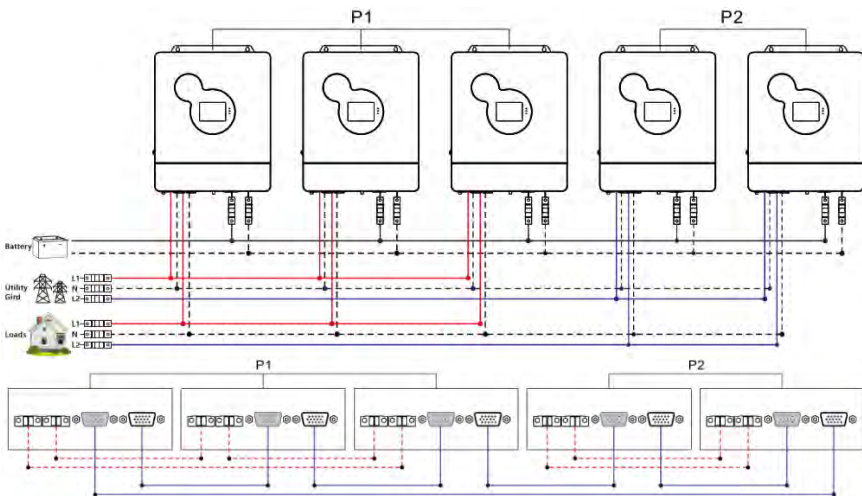 P1 P2
Battery
Utility
Gird
L1
N
L2
Loads
L1
N
L2
P1 P2